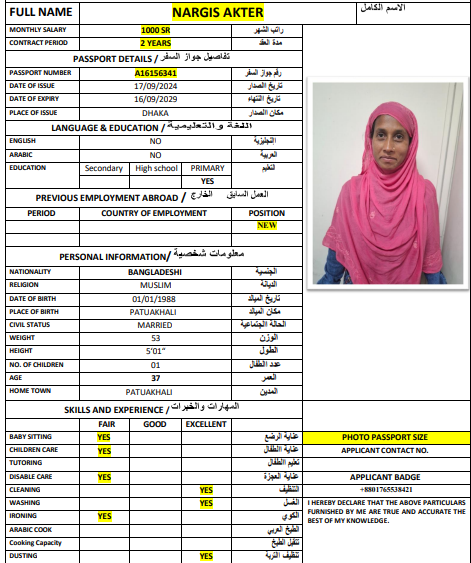 FULL NAME NARGIS AKTER الاسم الكامل
MONTHLY SALARY 1000 SR راتب الشهر
CONTRACT PERIOD 2 YEARS مدة العقد
PASSPORT DETAILS / تفاصيل جواز السفر
PASSPORT NUMBER A16156341 رقم جواز السفر
DATE OF ISSUE 17/09/2024 تاريخ الصدار
DATE OF EXPIRY 16/09/2029 تاريخ النتهاء
PLACE OF ISSUE DHAKA مكان الصدار
LANGUAGE & EDUCATION / اللغة والتعليمية
ENGLISH NO النجليزية
ARABIC NO العربية
EDUCATION Secondary High school PRIMARY لتعليم
YES
PREVIOUS EMPLOYMENT ABROAD / العمل السابق الخارج
PERIOD COUNTRY OF EMPLOYMENT POSITION
NEW
PERSONAL INFORMATION/ معلومات شخصية
NATIONALITY BANGLADESHI الجنسية
RELIGION MUSLIM الديانة
DATE OF BIRTH 01/01/1988 تاريخ الميلد
PLACE OF BIRTH PATUAKHALI مكان الميلد
CIVIL STATUS MARRIED الحالة الجتماعية
WEIGHT 53 الوزن
HEIGHT 5'01" الطول
NO. OF CHILDREN 01 عدد الطفال
AGE 37 العمر
HOME TOWN PATUAKHALI المدين
SKILLS AND EXPERIENCE / المهارات والخبرات
FAIR GOOD EXCELLENT
BABY SITTING YES عناية الرضع
CHILDREN CARE YES عناية الطفال
TUTORING تعليم الطفال
DISABLE CARE YES عناية العجزة
CLEANING YES التنظيف
WASHING YES الغسل
IRONING YES الكوي
ARABIC COOK الطبخ العربي
Cooking Capacity تتقبل الطبخ
DUSTING YES تنظيف التربة
PHOTO PASSPORT SIZE
APPLICANT CONTACT NO.
APPLICANT BADGE
+8801765538421
I HEREBY DECLARE THAT THE ABOVE PARTICULARS
FURNISHED BY ME ARE TRUE AND ACCURATE THE
BEST OF MY KNOWLEDGE.